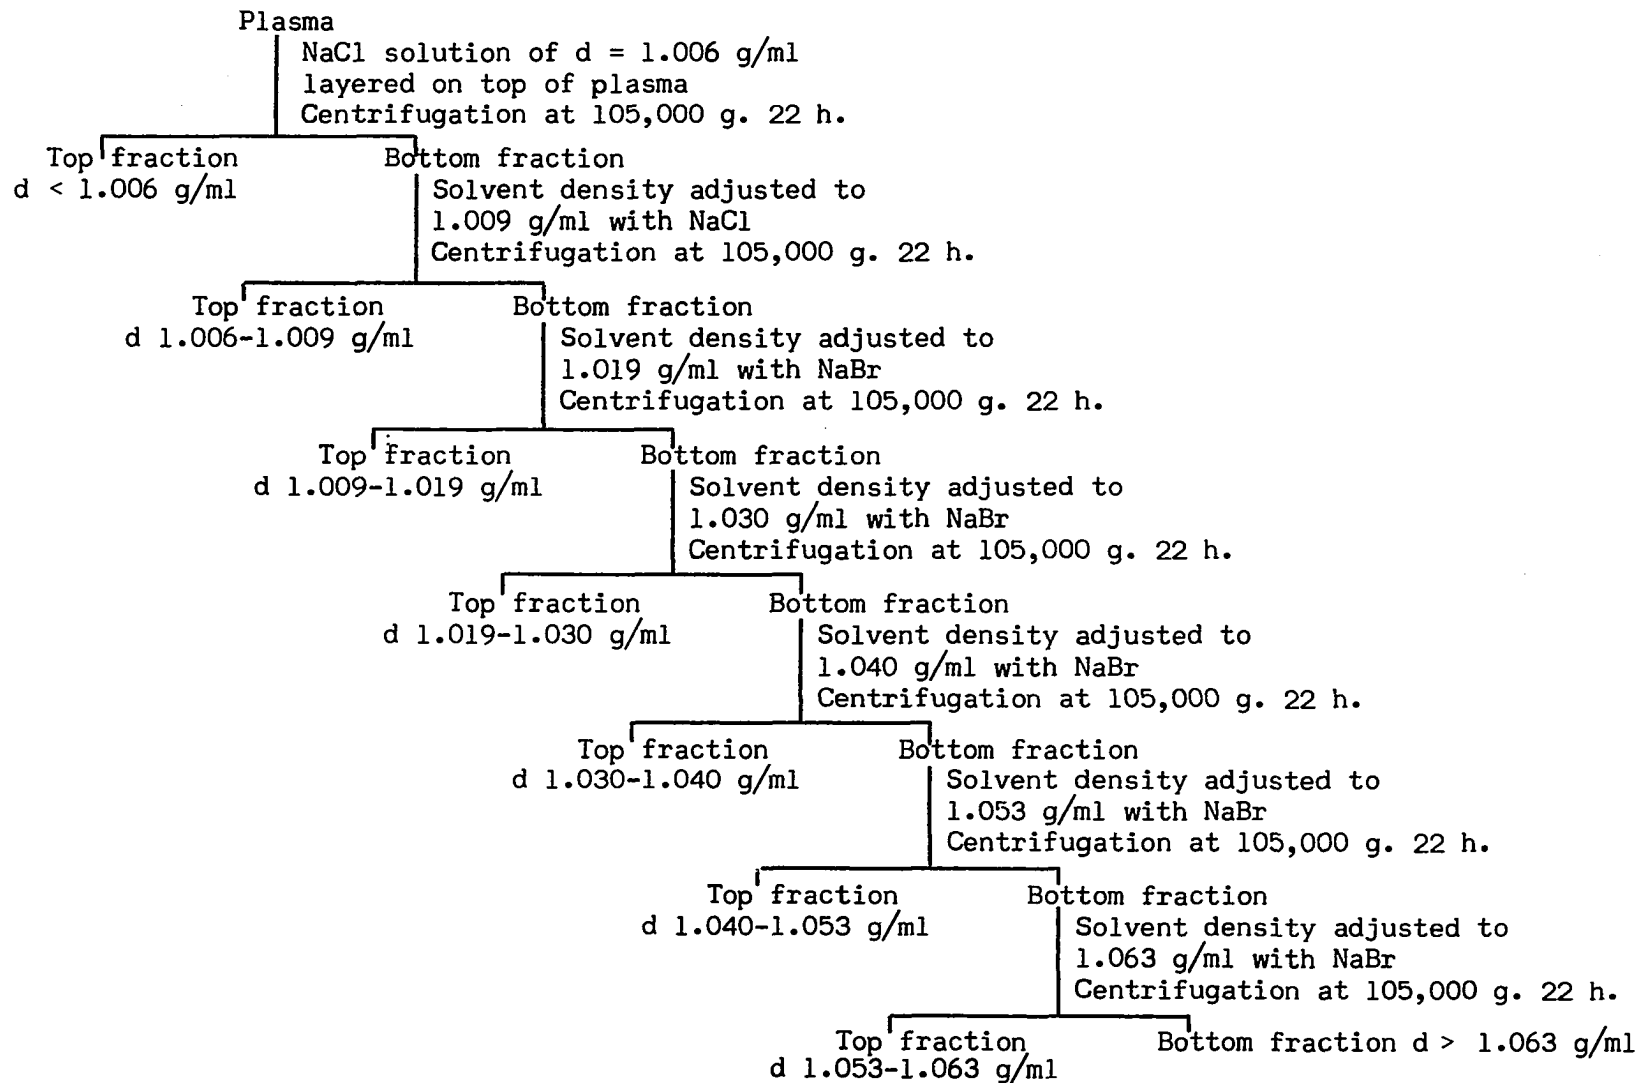 Plasma
NaCl solution of d = 1.006 g/ml
layered on top of plasma
Centrifugation at 105,000 g. 22 h.
Top fraction
d < 1.006 g/ml
Bottom fraction
Solvent density adjusted to
1.009 g/ml with NaCl
Centrifugation at 105,000 g. 22 h.
Top fraction
d 1.006-1.009 g/ml
Bottom fraction
Solvent density adjusted to
1.019 g/ml with NaBr
Centrifugation at 105,000 g. 22 h.
Top fraction
d 1.009-1.019 g/ml
Bottom fraction
Solvent density adjusted to
1.030 g/ml with NaBr
Centrifugation at 105,000 g. 22 h.
Top fraction
d 1.019-1.030 g/ml
Bottom fraction
Solvent density adjusted to
1.040 g/ml with NaBr
Centrifugation at 105,000 g. 22 h.
Top fraction
d 1.030-1.040 g/ml
Bottom fraction
Solvent density adjusted to
1.053 g/ml with NaBr
Centrifugation at 105,000 g. 22 h.
Top fraction
d 1.040-1.053 g/ml
Bottom fraction
Solvent density adjusted to
1.063 g/ml with NaBr
Centrifugation at 105,000 g. 22 h.
Top fraction
d 1.053-1.063 g/ml
Bottom fraction d > 1.063 g/ml